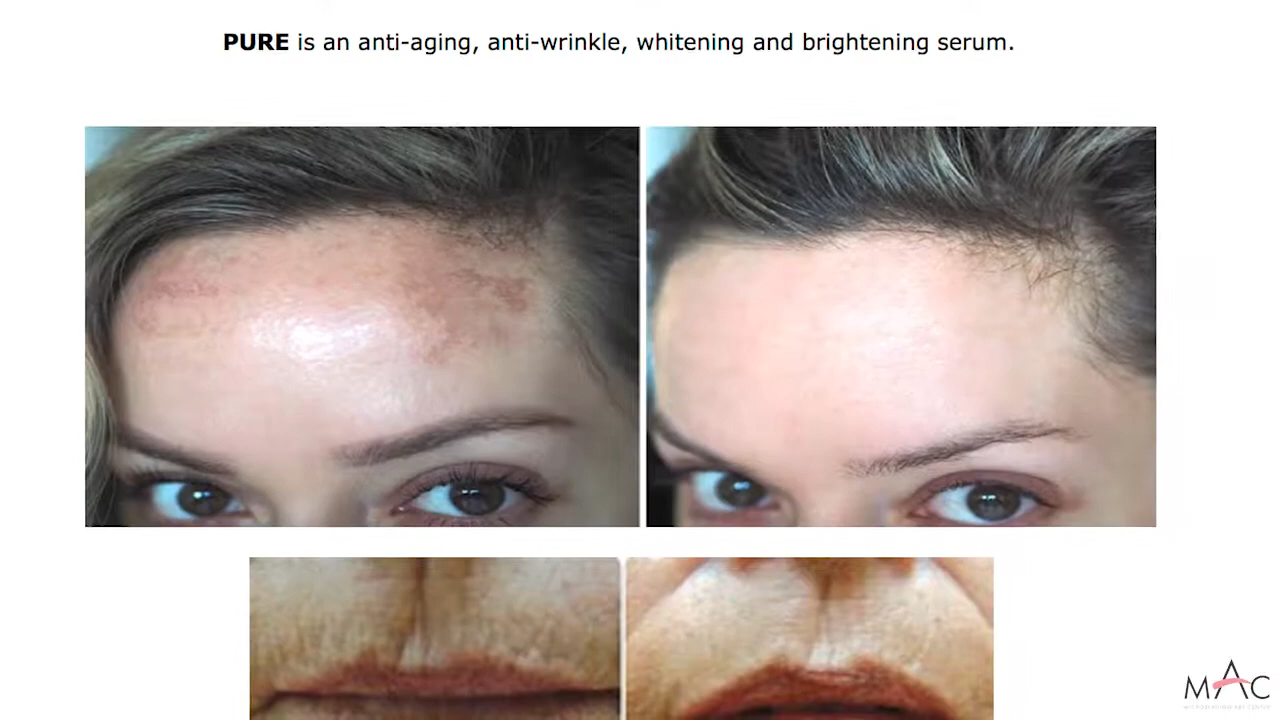 PURE is an anti-aging, anti-wrinkle, whitening and brightening serum.
MAC